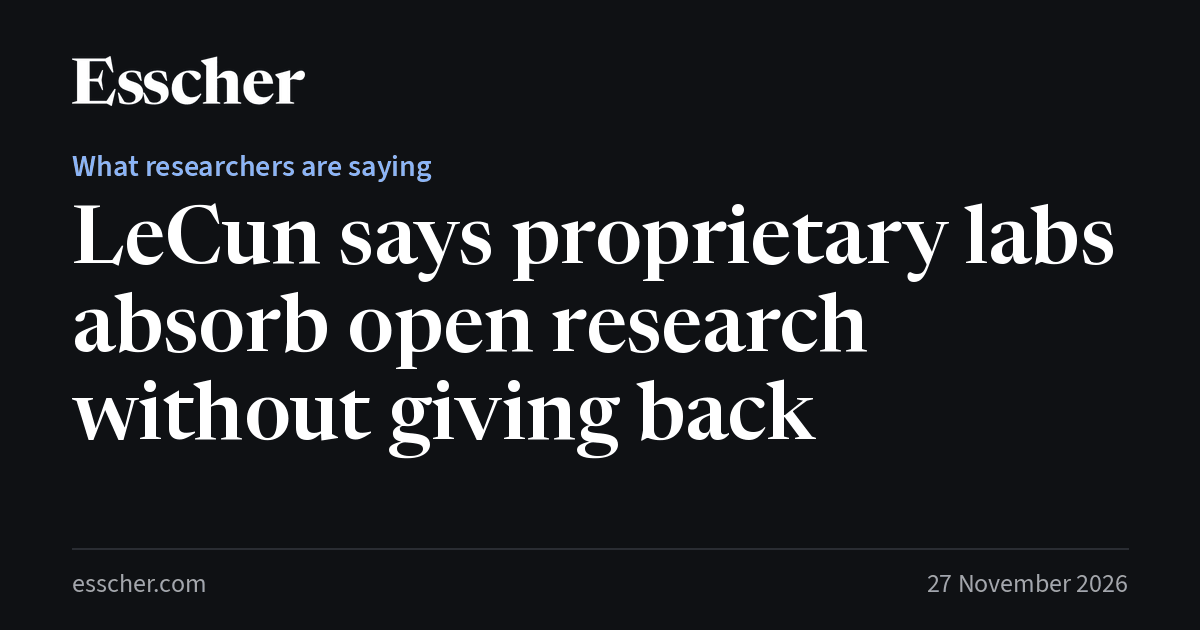 Esscher
What researchers are saying
LeCun says proprietary labs
absorb open research
without giving back
esscher.com
27 November 2026